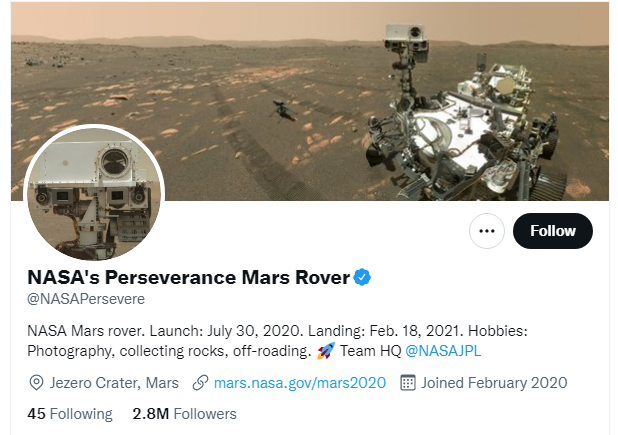 Follow
NASA's Perseverance Mars Rover
@NASAPersevere
NASA Mars rover. Launch: July 30, 2020. Landing: Feb. 18, 2021. Hobbies:
Photography, collecting rocks, off-roading. 🚀 Team HQ @NASAJPL
Jezero Crater, Mars mars.nasa.gov/mars2020 Joined February 2020
45 Following 2.8M Followers